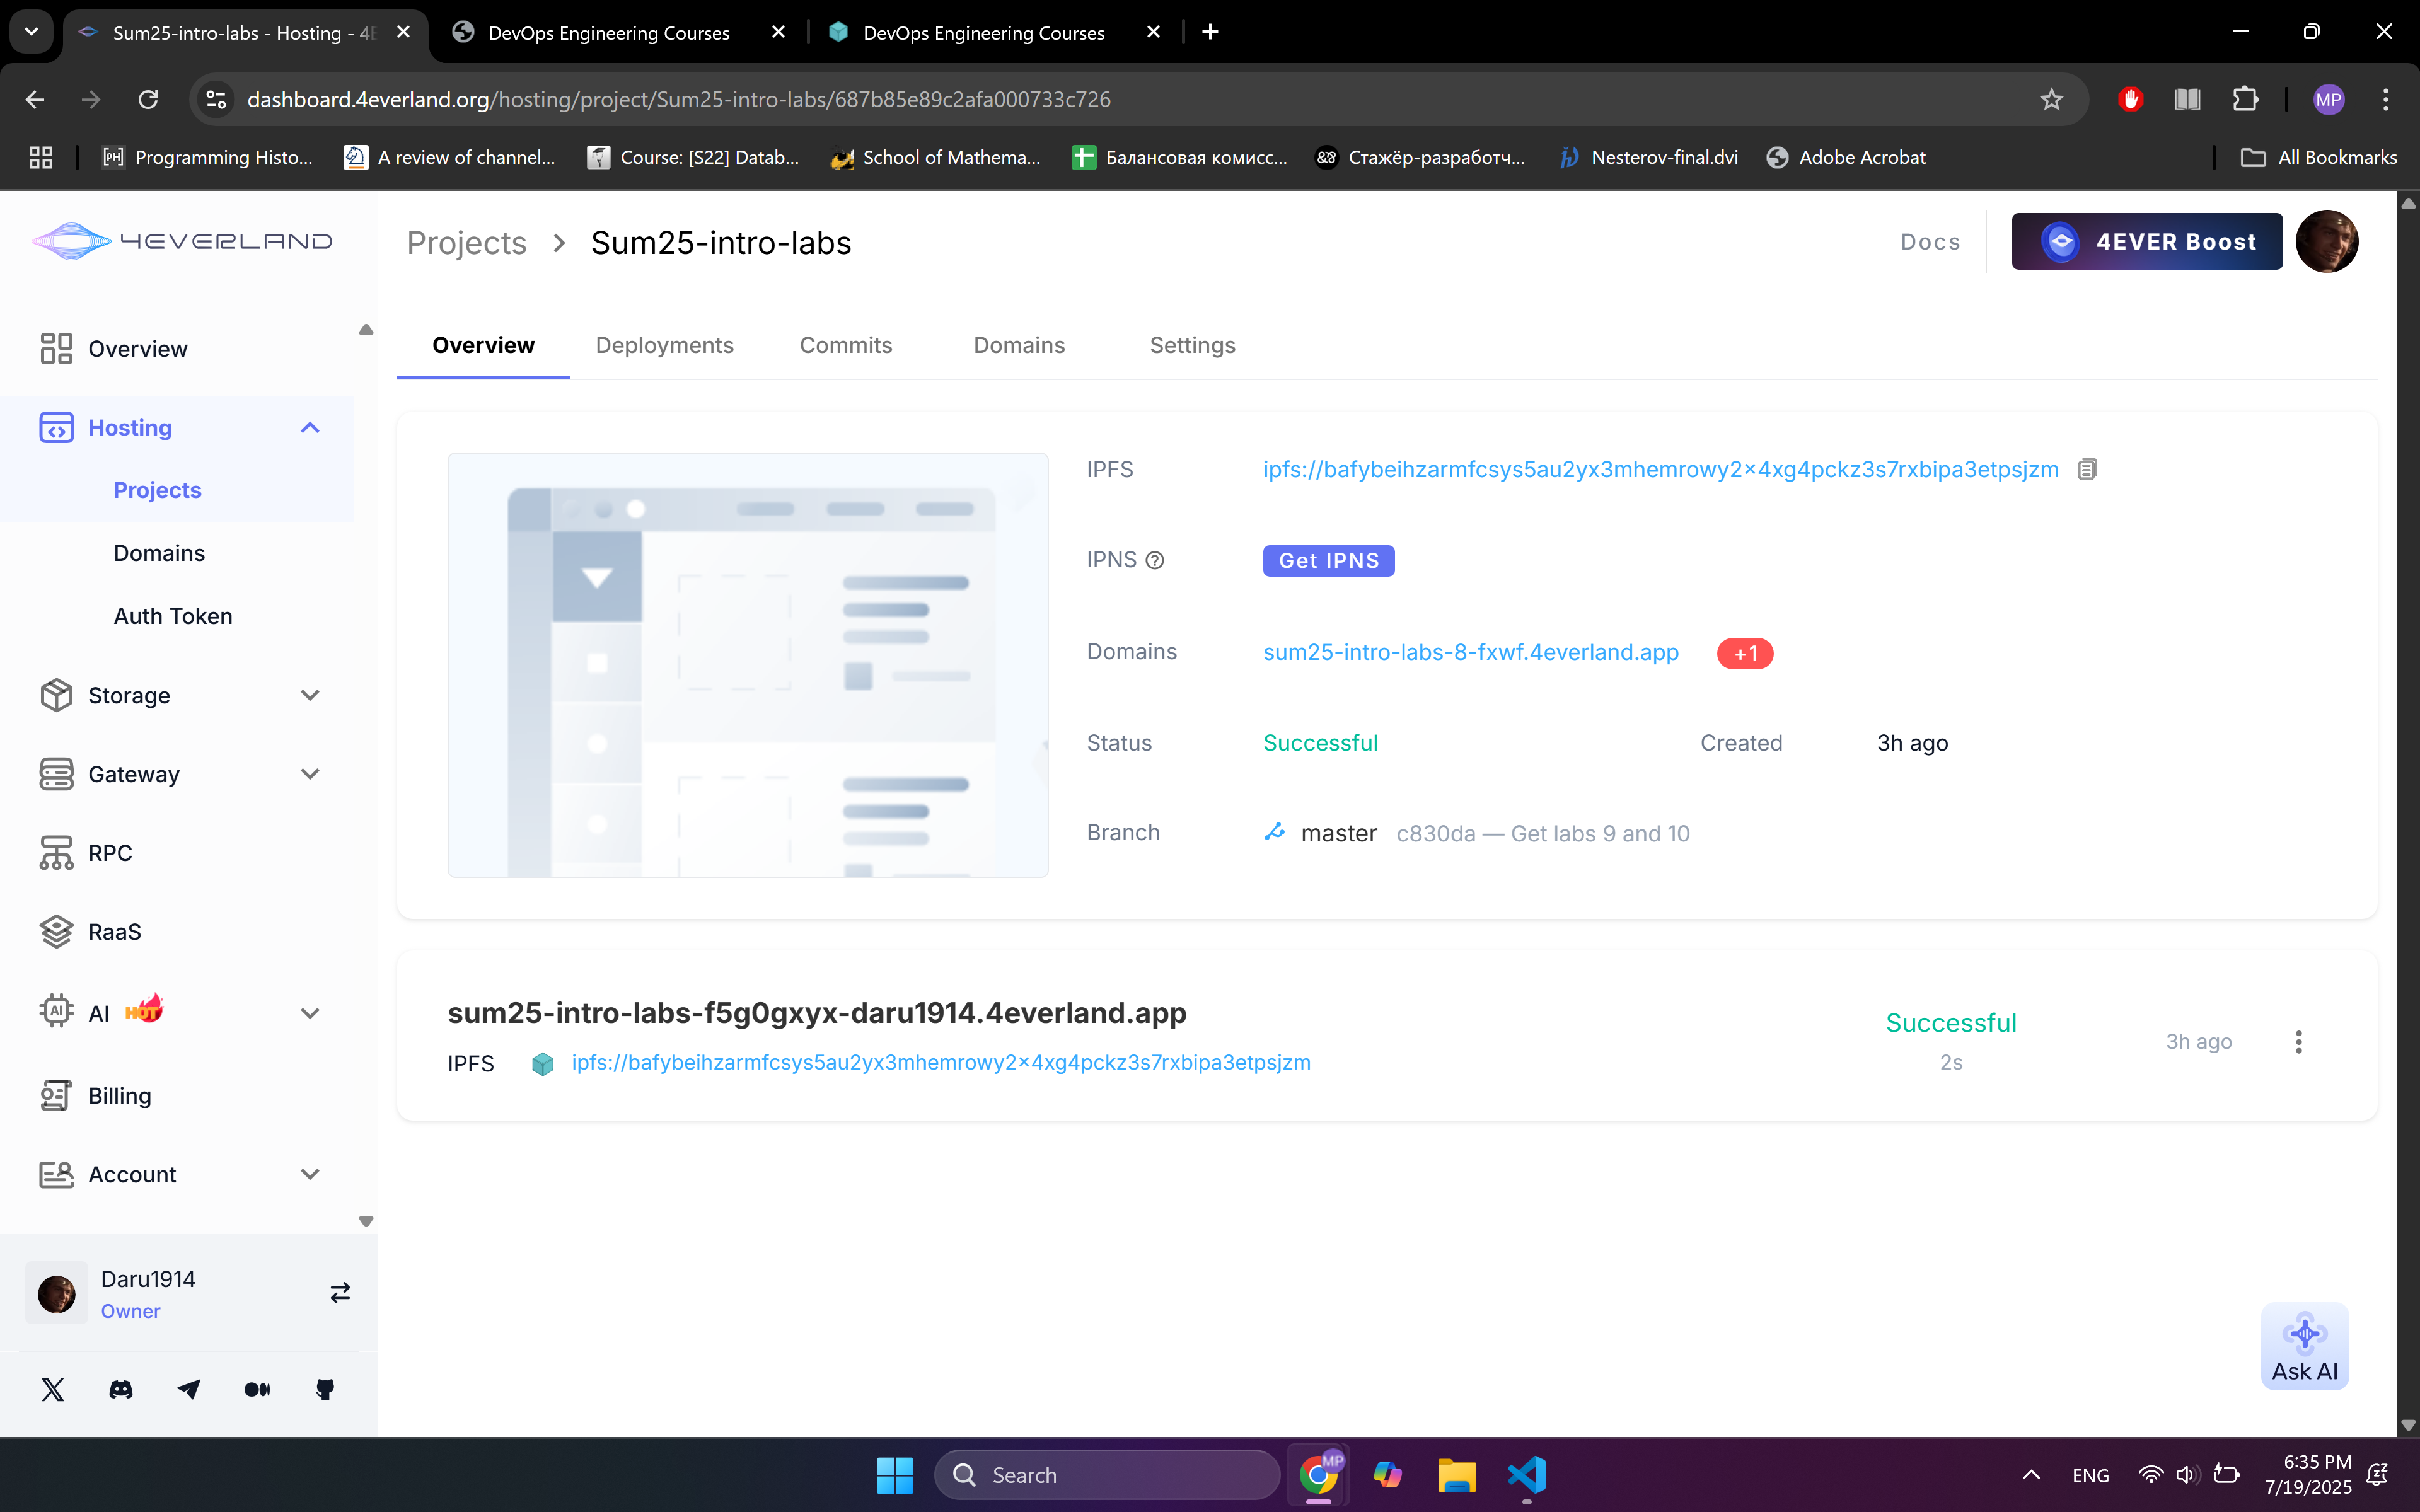 Sum25-intro-labs - Hosting - 4E
DevOps Engineering Courses
DevOps Engineering Courses
dashboard.4everland.org/hosting/project/Sum25-intro-labs/687b85e89c2afa000733c726
MP
Programming Histo...
A review of channel...
Course: [S22] Datab...
School of Mathema...
Балансовая комисс...
Стажёр-разработч...
Nesterov-final.dvi
Adobe Acrobat
All Bookmarks
4EVERLAND
Projects > Sum25-intro-labs
Docs
4EVER Boost
Overview
Hosting
Projects
Domains
Auth Token
Storage
Gateway
RPC
RaaS
AI HOT
Billing
Account
Daru1914
Owner
Overview
Deployments
Commits
Domains
Settings
IPFS
ipfs://bafybeihzarmfcsys5au2yx3mhemrowy2x4xg4pckz3s7rxbipa3etpsjzm
IPNS
Get IPNS
Domains
sum25-intro-labs-8-fxwf.4everland.app
+1
Status
Successful
Created
3h ago
Branch
master
c830da — Get labs 9 and 10
sum25-intro-labs-f5g0gxyx-daru1914.4everland.app
IPFS
ipfs://bafybeihzarmfcsys5au2yx3mhemrowy2x4xg4pckz3s7rxbipa3etpsjzm
Successful
2s
3h ago
Ask AI
Search
MP
ENG
6:35 PM
7/19/2025